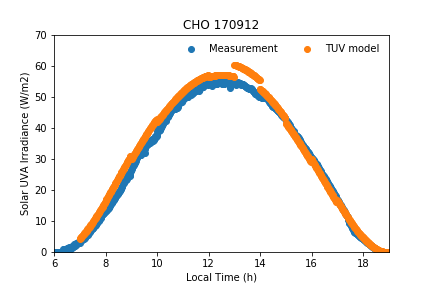 CHO 170912
Measurement TUV model
70
60
50
40
30
20
10
0
Solar UVA Irradiance (W/m2)
6 8 10 12 14 16 18
Local Time (h)